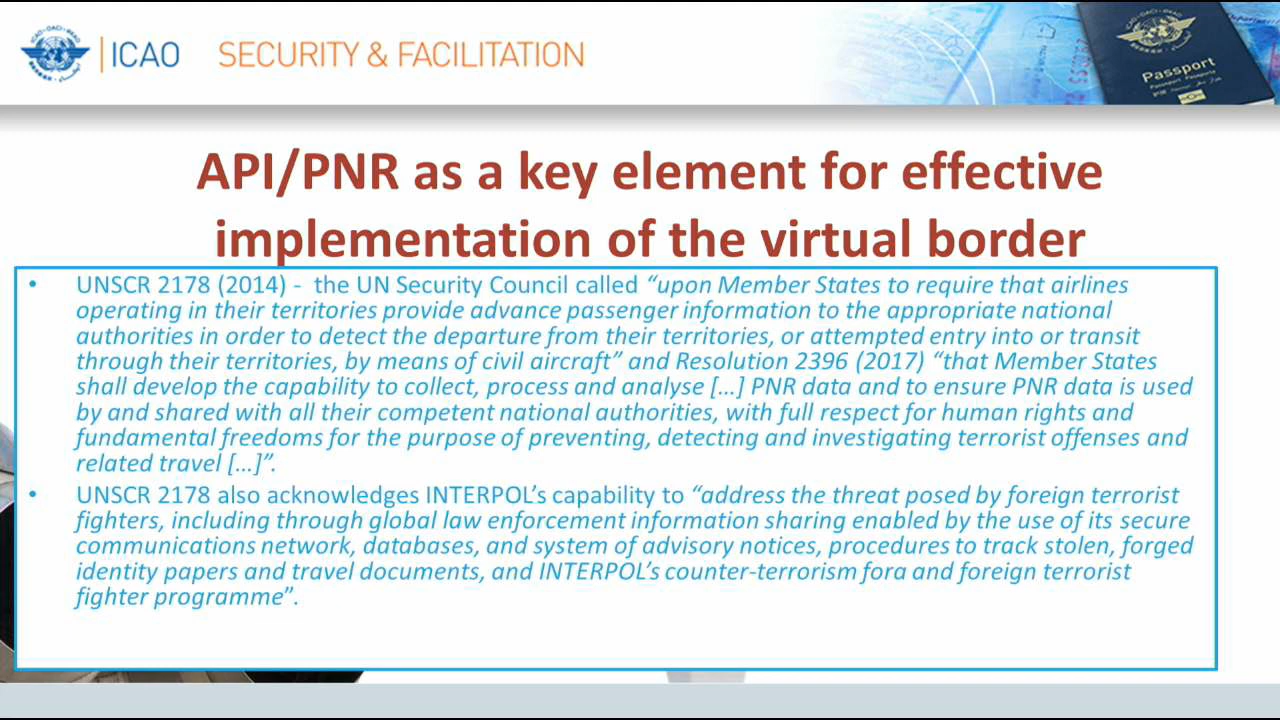 ICAO SECURITY & FACILITATION
Passport
API/PNR as a key element for effective
implementation of the virtual border
• UNSCR 2178 (2014) - the UN Security Council called “upon Member States to require that airlines
operating in their territories provide advance passenger information to the appropriate national
authorities in order to detect the departure from their territories, or attempted entry into or transit
through their territories, by means of civil aircraft” and Resolution 2396 (2017) “that Member States
shall develop the capability to collect, process and analyse […] PNR data and to ensure PNR data is used
by and shared with all their competent national authorities, with full respect for human rights and
fundamental freedoms for the purpose of preventing, detecting and investigating terrorist offenses and
related travel […]”.
• UNSCR 2178 also acknowledges INTERPOL’s capability to “address the threat posed by foreign terrorist
fighters, including through global law enforcement information sharing enabled by the use of its secure
communications network, databases, and system of advisory notices, procedures to track stolen, forged
identity papers and travel documents, and INTERPOL’s counter-terrorism fora and foreign terrorist
fighter programme”.